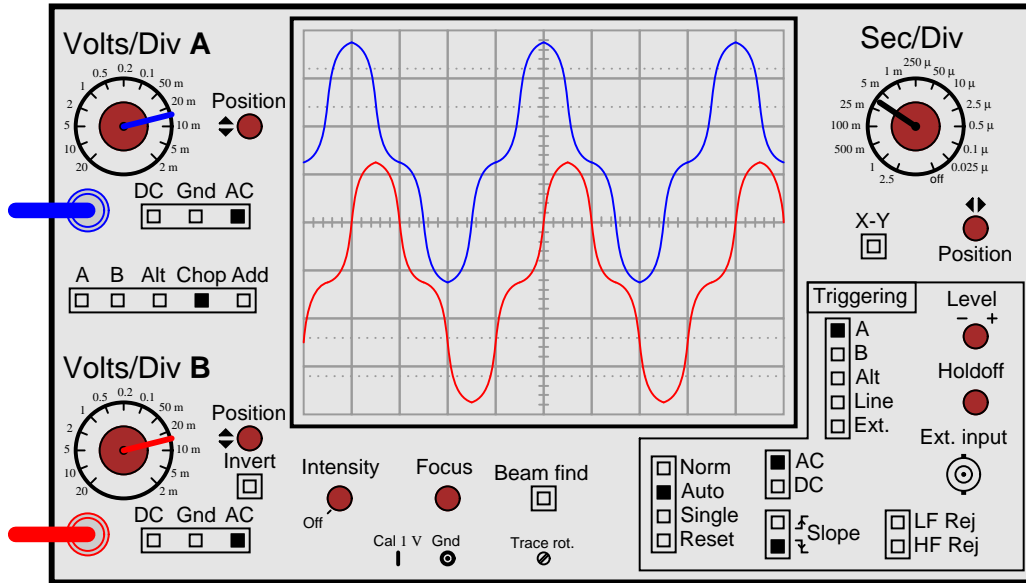 Volts/Div A
20 10 5 2 1 0.5 0.2 0.1 50 m 20 m 10 m 5 m 2 m
Position
DC Gnd AC
A B Alt Chop Add
Volts/Div B
20 10 5 2 1 0.5 0.2 0.1 50 m 20 m 10 m 5 m 2 m
Position
Invert
DC Gnd AC
Intensity
Off
Focus
Beam find
Cal 1 V Gnd
Trace rot.
Sec/Div
2.5 1 500 m 100 m 25 m 5 m 1 m 250 µ 50 µ 10 µ 2.5 µ 0.5 µ 0.1 µ 0.025 µ off
X-Y
Position
Triggering
A
B
Alt
Line
Ext.
Level
− +
Holdoff
Ext. input
Norm
Auto
Single
Reset
AC
DC
Slope
LF Rej
HF Rej